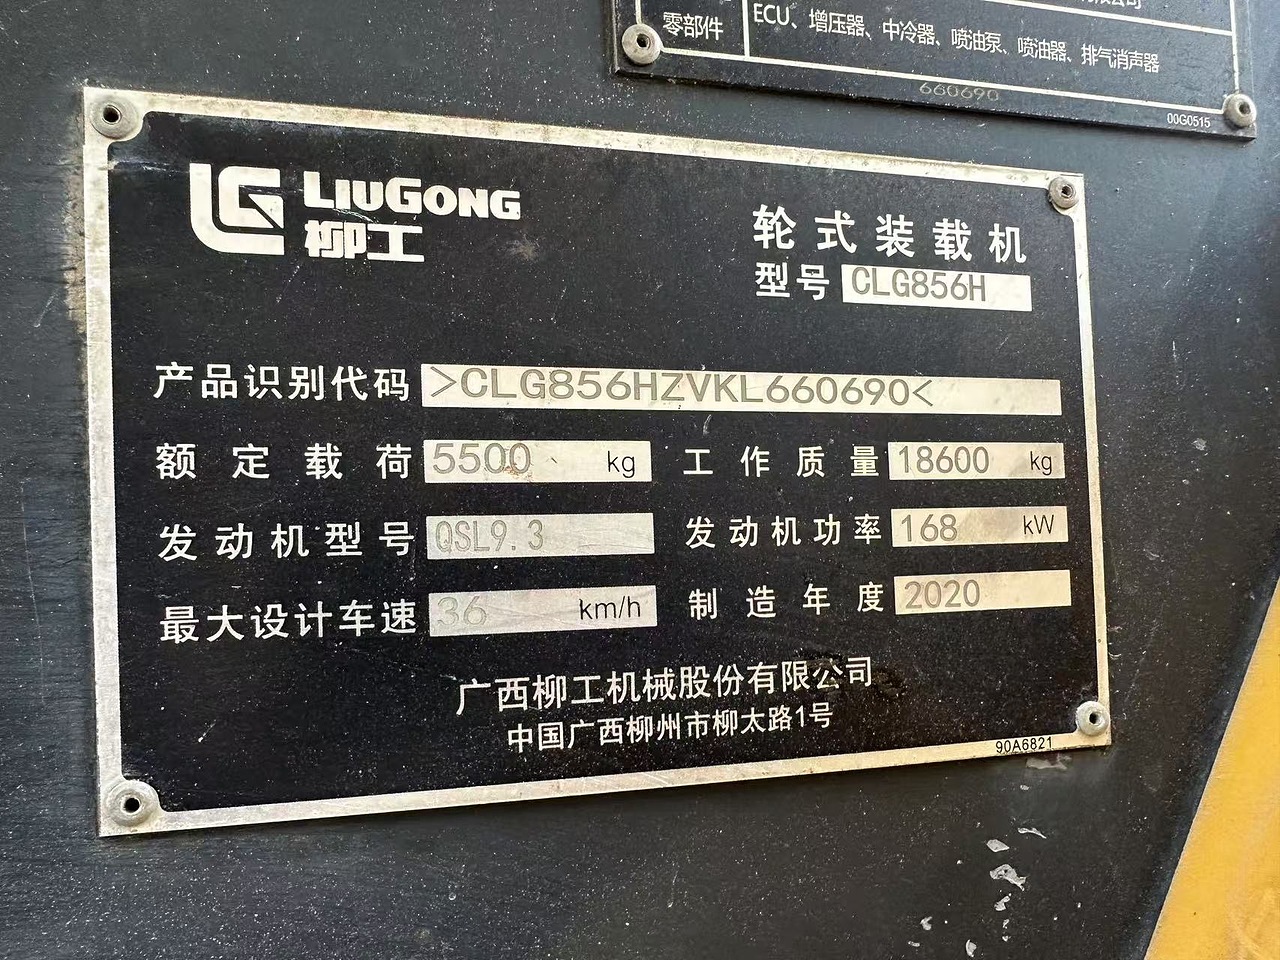 零部件 ECU、增压器、中冷器、喷油泵、喷油器、排气消声器
660690
00G0515
LG LIUGONG
柳工
轮式装载机
型号 CLG856H
产品识别代码 >CLG856HZVKL660690<
额定载荷 5500 kg 工作质量 18600 kg
发动机型号 QSL9.3 发动机功率 168 kW
最大设计车速 36 km/h 制造年度 2020
广西柳工机械股份有限公司
中国广西柳州市柳太路1号
90A6821